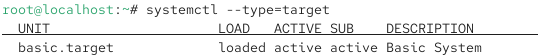 root@localhost:~# systemctl --type=target
UNIT LOAD ACTIVE SUB DESCRIPTION
basic.target loaded active active Basic System